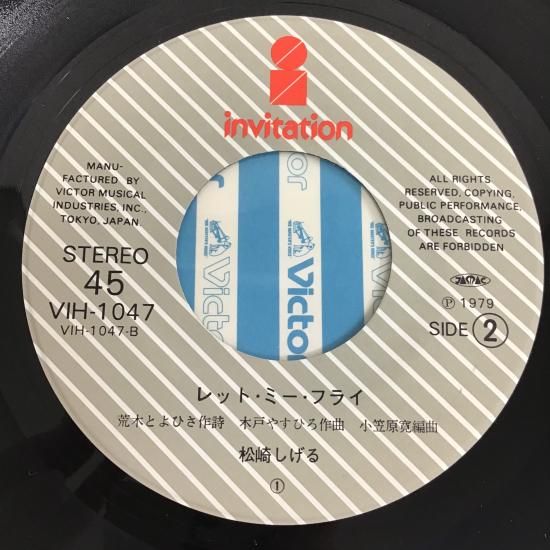 invitation
MANU-
FACTURED BY
VICTOR MUSICAL
INDUSTRIES, INC.,
TOKYO, JAPAN.
STEREO
45
VIH-1047
VIH-1047-B
ALL RIGHTS
RESERVED, COPYING,
PUBLIC PERFORMANCE,
BROADCASTING
OF THESE RECORDS
ARE FORBIDDEN
JASRAC
Ⓟ 1979
SIDE ②
Victor
Victor
レット・ミー・フライ
荒木とよひさ作詩 木戸やすひろ作曲 小笠原寛編曲
松崎しげる
①